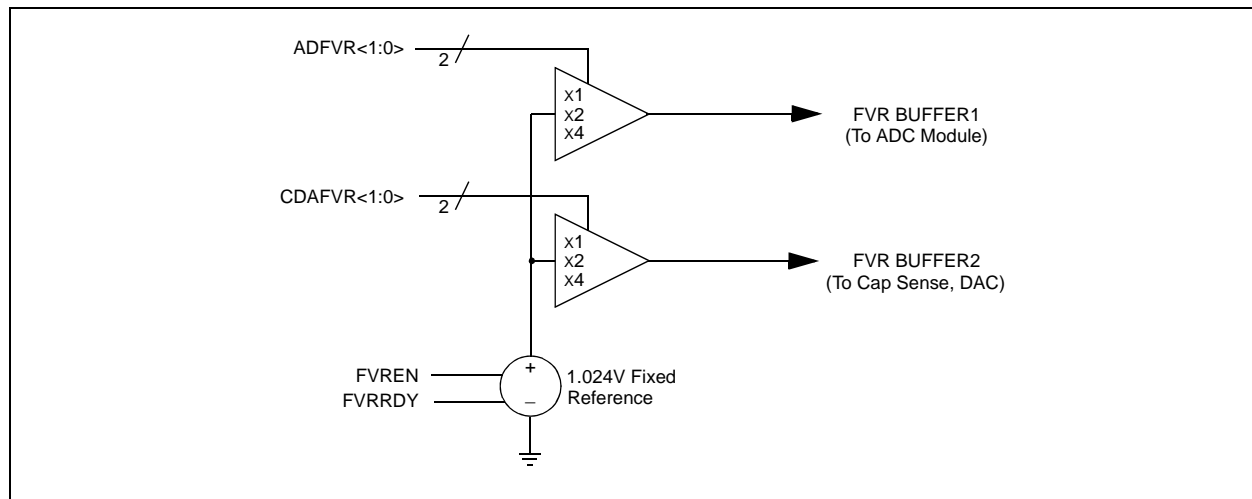 ADFVR<1:0>
2
X1
X2
X4
FVR BUFFER1
(To ADC Module)
CDAFVR<1:0>
2
X1
X2
X4
FVR BUFFER2
(To Cap Sense, DAC)
FVREN
FVRRDY
+
_
1.024V Fixed
Reference